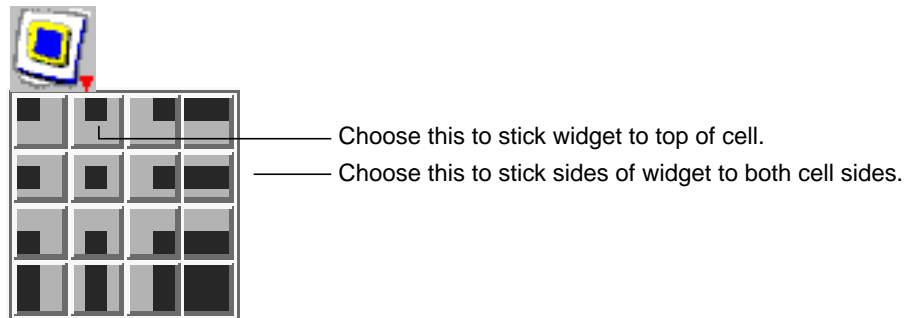 Choose this to stick widget to top of cell.
Choose this to stick sides of widget to both cell sides.